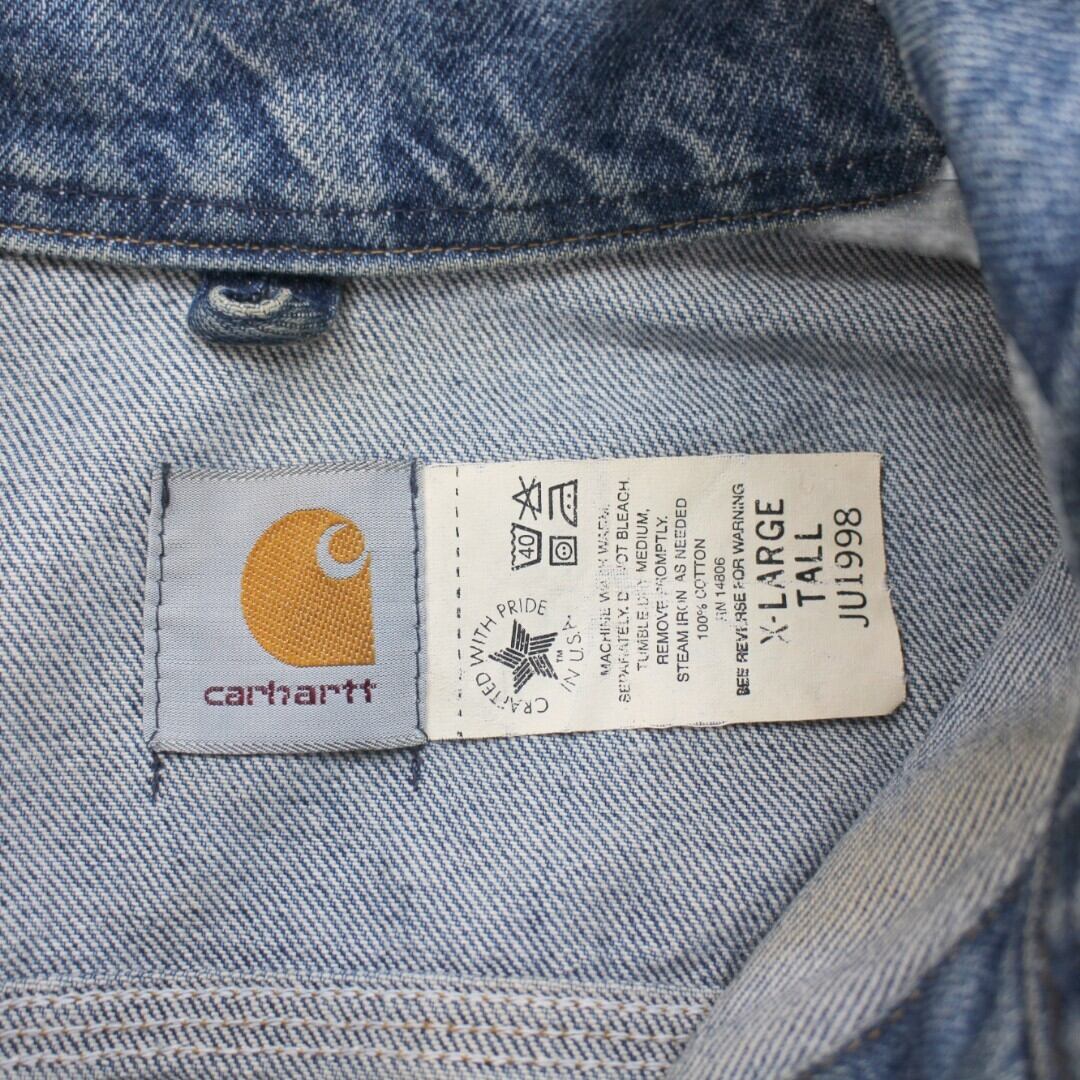 carhartt
40
CRAFTED WITH PRIDE
IN U.S.A.
TM
MACHINE WASH WARM,
SEPARATELY. DO NOT BLEACH.
TUMBLE DRY MEDIUM,
REMOVE PROMPTLY.
STEAM IRON AS NEEDED
100% COTTON
RN 14806
SEE REVERSE FOR WARNING
X-LARGE
TALL
JU1998